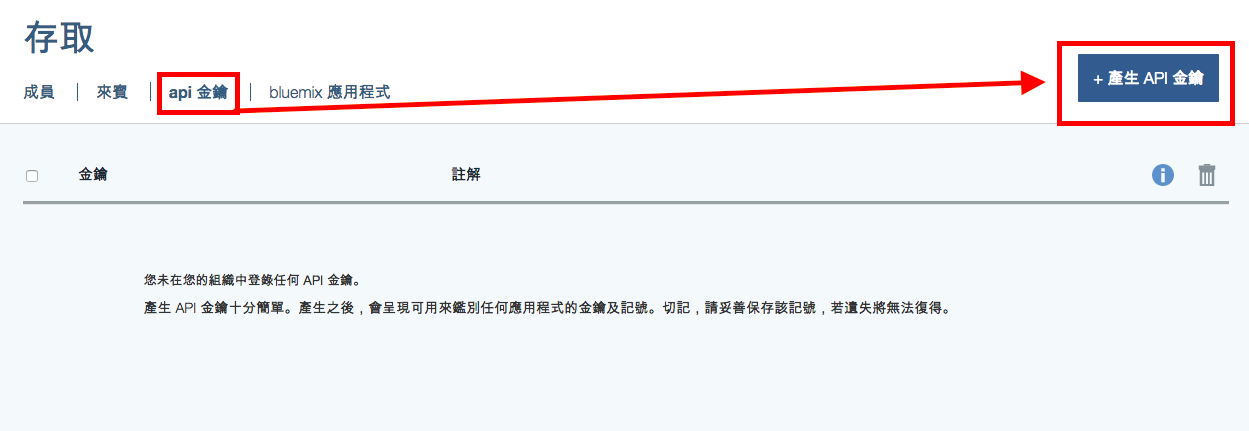 存取
成員 來賓 api 金鑰 bluemix 應用程式
+ 產生 API 金鑰
金鑰 註解
您未在您的組織中登錄任何 API 金鑰。
產生 API 金鑰十分簡單。產生之後，會呈現可用來鑑別任何應用程式的金鑰及記號。切記，請妥善保存該記號，若遺失將無法復得。